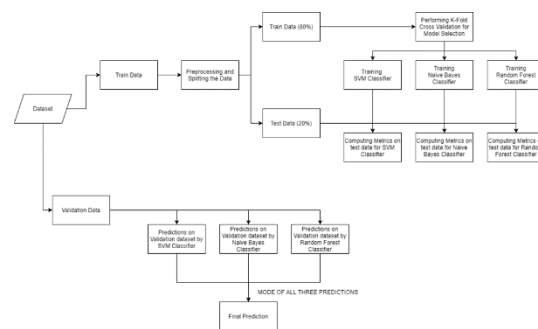 Train Data (80%)
Performing K-Fold
Cross Validation for
Model Selection
Train Data
Preprocessing and
Splitting the Data
Training
SVM Classifier
Training
Naive Bayes
Classifier
Training
Random Forest
Classifier
Dataset
Test Data (20%)
Computing Metrics on
test data for SVM
Classifier
Computing Metrics on
test data for Naive
Bayes Classifier
Computing Metrics on
test data for Random
Forest Classifier
Validation Data
Predictions on
Validation dataset by
SVM Classifier
Predictions on
Validation dataset by
Naive Bayes
Classifier
Predictions on
Validation dataset by
Random Forest
Classifier
MODE OF ALL THREE PREDICTIONS
Final Prediction